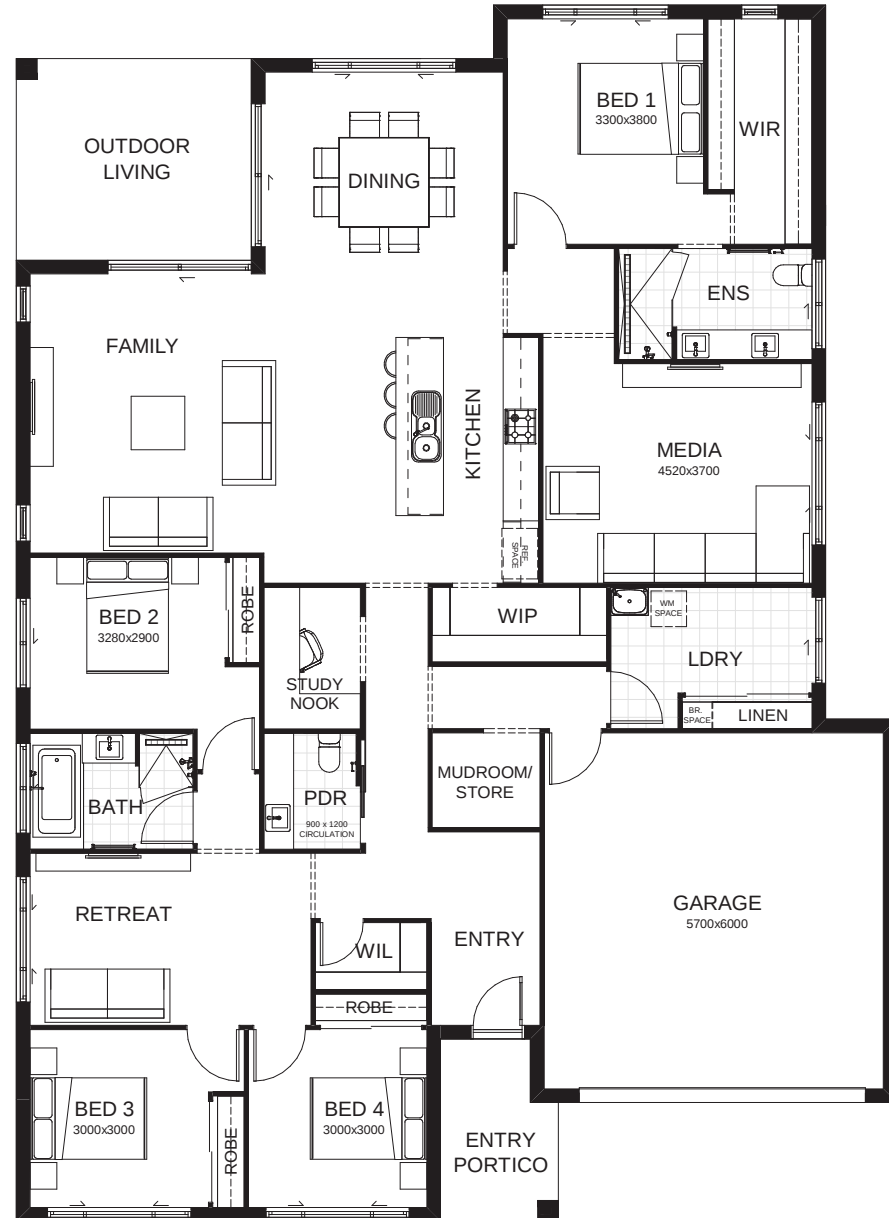 BED 1
3300x3800
WIR
OUTDOOR
LIVING
DINING
ENS
FAMILY
KITCHEN
MEDIA
4520x3700
REF.
SPACE
BED 2
3280x2900
ROBE
WIP
WM
SPACE
STUDY
NOOK
LDRY
BR.
SPACE
LINEN
MUDROOM/
STORE
BATH
PDR
900 x 1200
CIRCULATION
RETREAT
GARAGE
5700x6000
WIL
ENTRY
ROBE
BED 3
3000x3000
ROBE
BED 4
3000x3000
ENTRY
PORTICO